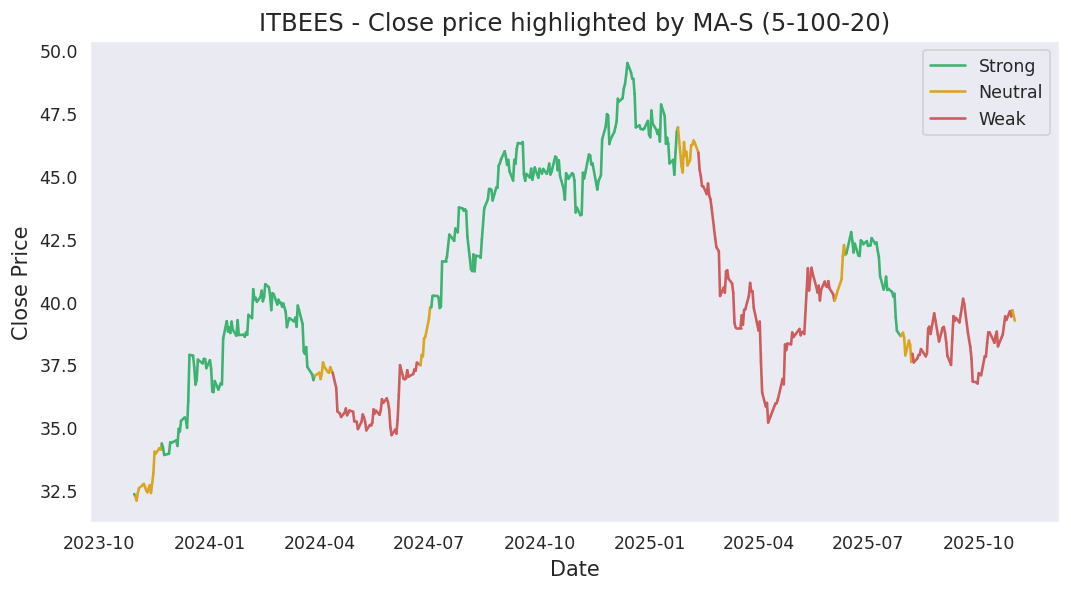 ITBEES - Close price highlighted by MA-S (5-100-20)
Close Price
50.0
47.5
45.0
42.5
40.0
37.5
35.0
32.5
Strong
Neutral
Weak
2023-10 2024-01 2024-04 2024-07 2024-10 2025-01 2025-04 2025-07 2025-10
Date